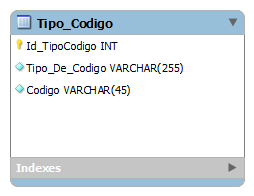 Tipo_Codigo
Id_TipoCodigo INT
Tipo_De_Codigo VARCHAR(255)
Codigo VARCHAR(45)
Indexes